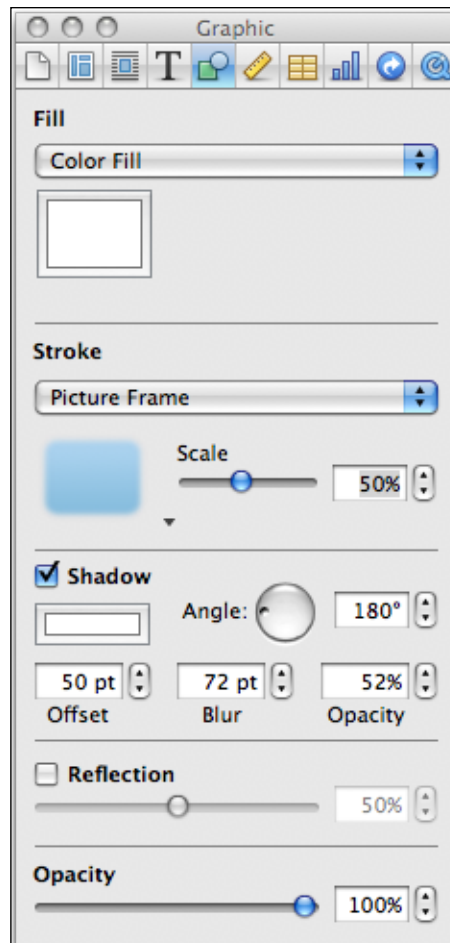 Graphic
T
Fill
Color Fill
Stroke
Picture Frame
Scale
50%
Shadow
Angle: 180°
50 pt 72 pt 52%
Offset Blur Opacity
Reflection
50%
Opacity
100%